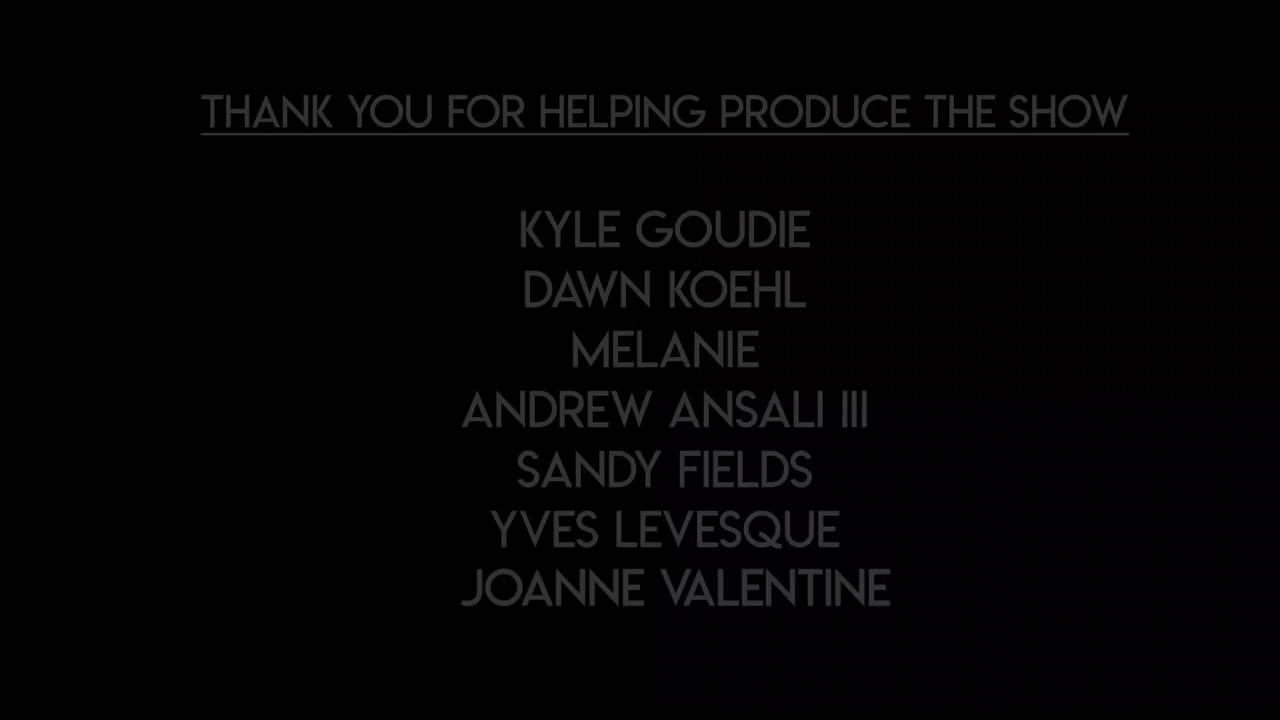 THANK YOU FOR HELPING PRODUCE THE SHOW
KYLE GOUDIE
DAWN KOEHL
MELANIE
ANDREW ANSALI III
SANDY FIELDS
YVES LEVESQUE
JOANNE VALENTINE